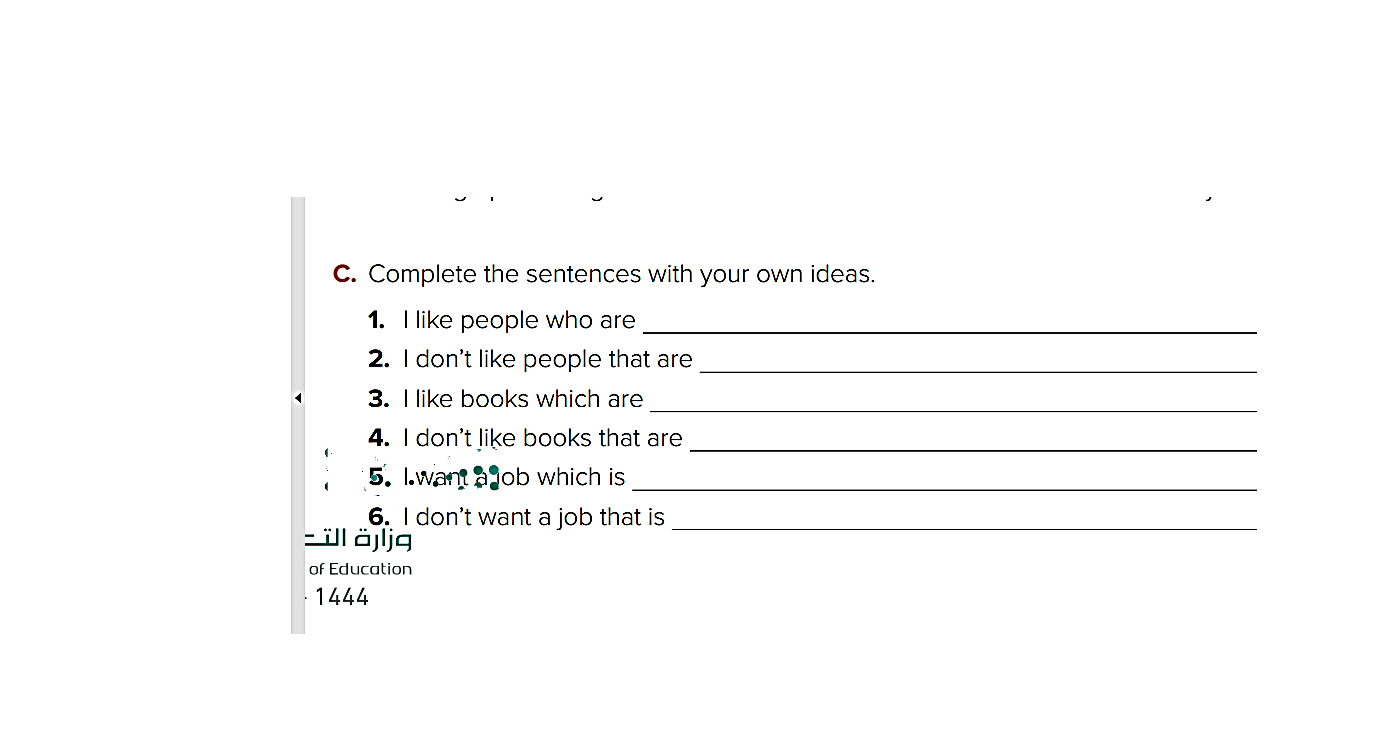 C. Complete the sentences with your own ideas.
1. I like people who are
2. I don't like people that are
3. I like books which are
4. I don't like books that are
5. I want a job which is
6. I don't want a job that is
وزارة التـ
of Education
- 1444